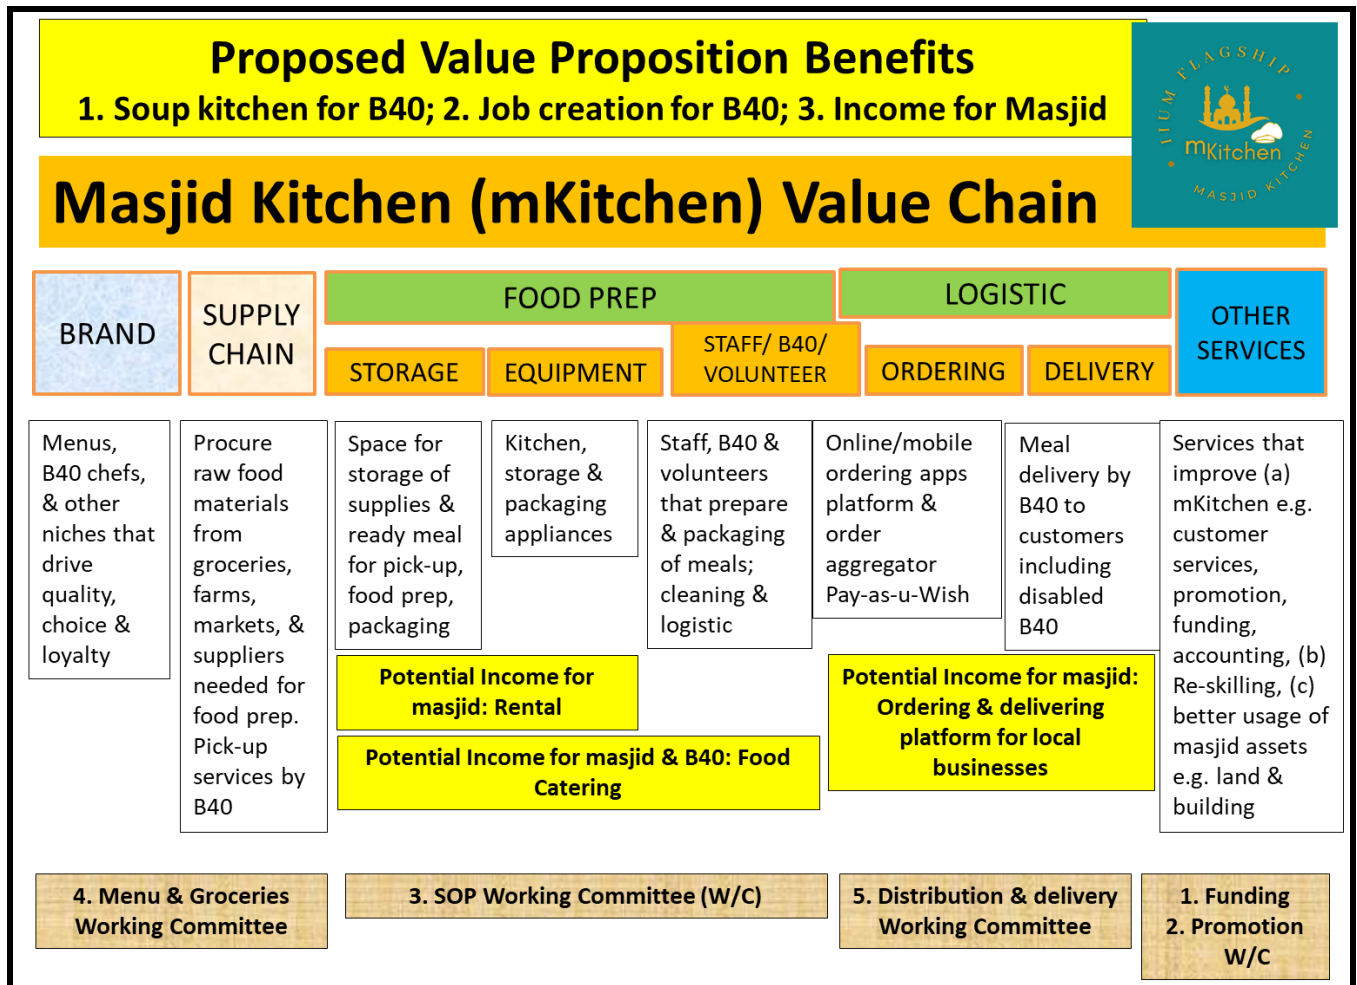 Proposed Value Proposition Benefits
1. Soup kitchen for B40; 2. Job creation for B40; 3. Income for Masjid
IIUM FLAGSHIP
mKitchen
MASJID KITCHEN
Masjid Kitchen (mKitchen) Value Chain
BRAND
SUPPLY
CHAIN
FOOD PREP
LOGISTIC
OTHER
SERVICES
STORAGE
EQUIPMENT
STAFF/ B40/
VOLUNTEER
ORDERING
DELIVERY
Menus,
B40 chefs,
& other
niches that
drive
quality,
choice &
loyalty
Procure
raw food
materials
from
groceries,
farms,
markets, &
suppliers
needed for
food prep.
Pick-up
services by
B40
Space for
storage of
supplies &
ready meal
for pick-up,
food prep,
packaging
Kitchen,
storage &
packaging
appliances
Staff, B40 &
volunteers
that prepare
& packaging
of meals;
cleaning &
logistic
Online/mobile
ordering apps
platform &
order
aggregator
Pay-as-u-Wish
Meal
delivery by
B40 to
customers
including
disabled
B40
Services that
improve (a)
mKitchen e.g.
customer
services,
promotion,
funding,
accounting, (b)
Re-skilling, (c)
better usage of
masjid assets
e.g. land &
building
Potential Income for
masjid: Rental
Potential Income for masjid & B40: Food
Catering
Potential Income for masjid:
Ordering & delivering
platform for local
businesses
4. Menu & Groceries
Working Committee
3. SOP Working Committee (W/C)
5. Distribution & delivery
Working Committee
1. Funding
2. Promotion
W/C